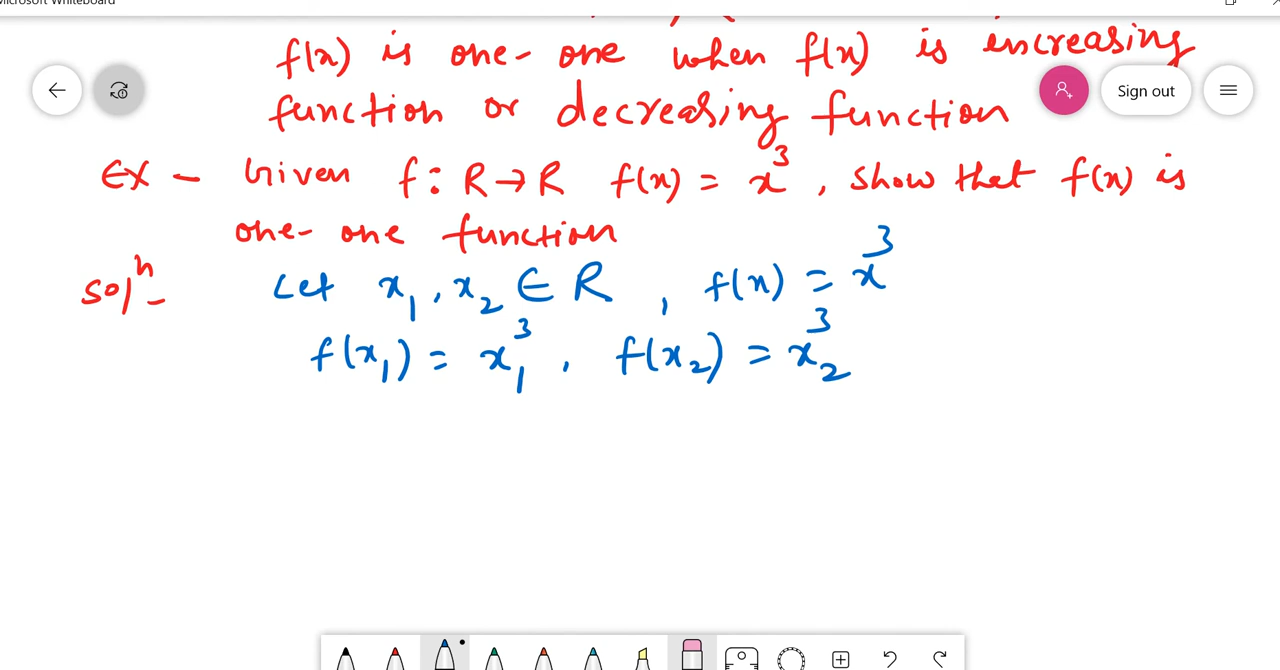 Microsoft Whiteboard
f(x) is one-one when f(x) is increasing
Sign out
function or decreasing function
Ex - Given f: R→R f(x) = x³, show that f(x) is
one-one function
Solⁿ- Let x₁, x₂ ∈ R, f(x) = x³
f(x₁) = x₁³, f(x₂) = x₂³